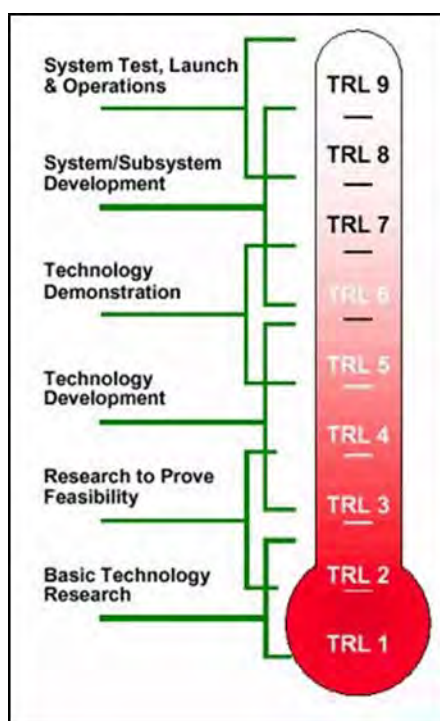 System Test, Launch
& Operations
System/Subsystem
Development
Technology
Demonstration
Technology
Development
Research to Prove
Feasibility
Basic Technology
Research
TRL 9
TRL 8
TRL 7
TRL 6
TRL 5
TRL 4
TRL 3
TRL 2
TRL 1